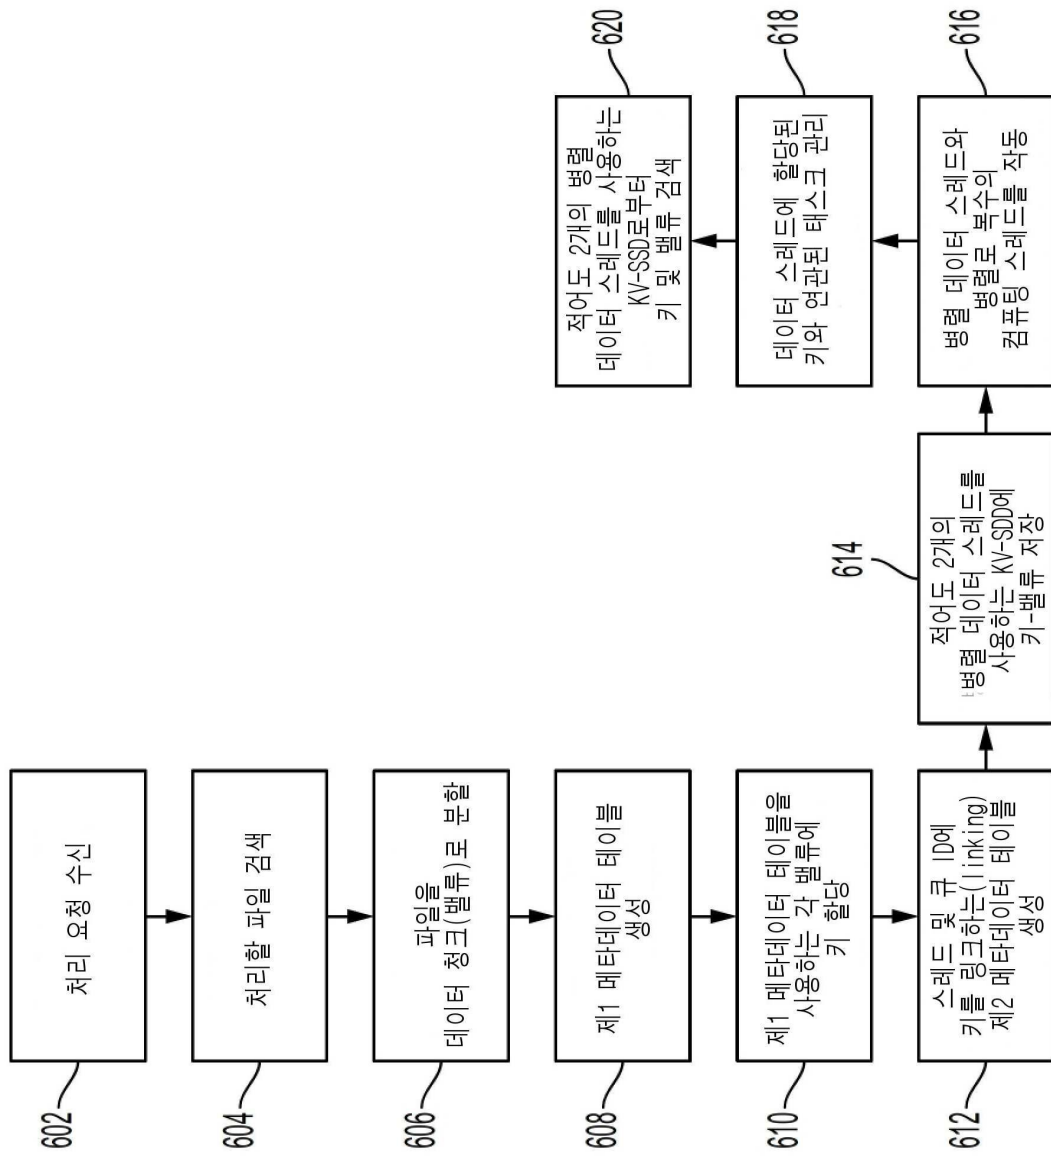 602
처리 요청 수신
604
처리할 파일 검색
606
파일을
데이터 청크(밸류)로 분할
608
제1 메타데이터 테이블
생성
610
제1 메타데이터 테이블을
사용하는 각 밸류에
키 할당
612
스레드 및 큐 ID에
키를 링크하는(linking)
제2 메타데이터 테이블
생성
614
적어도 2개의
병렬 데이터 스레드를
사용하는 KV-SDD에
키-밸류 저장
616
병렬 데이터 스레드와
병렬로 복수의
컴퓨팅 스레드를 작동
618
데이터 스레드에 할당된
키와 연관된 태스크 관리
620
적어도 2개의 병렬
데이터 스레드를 사용하는
KV-SSD로부터
키 및 밸류 검색